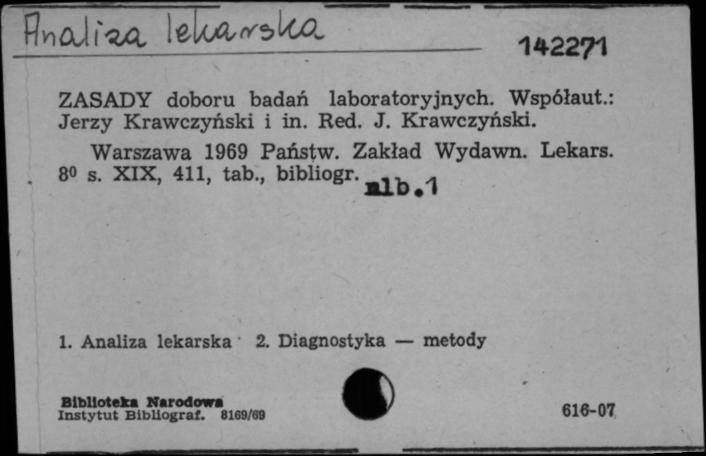 Analiza lekarska
142271
ZASADY doboru badań laboratoryjnych. Współaut.:
Jerzy Krawczyński i in. Red. J. Krawczyński.
Warszawa 1969 Państw. Zakład Wydawn. Lekars.
8⁰ s. XIX, 411, tab., bibliogr.
nlb.1
1. Analiza lekarska 2. Diagnostyka — metody
Biblioteka Narodowa
Instytut Bibliograf. 8169/69
616-07